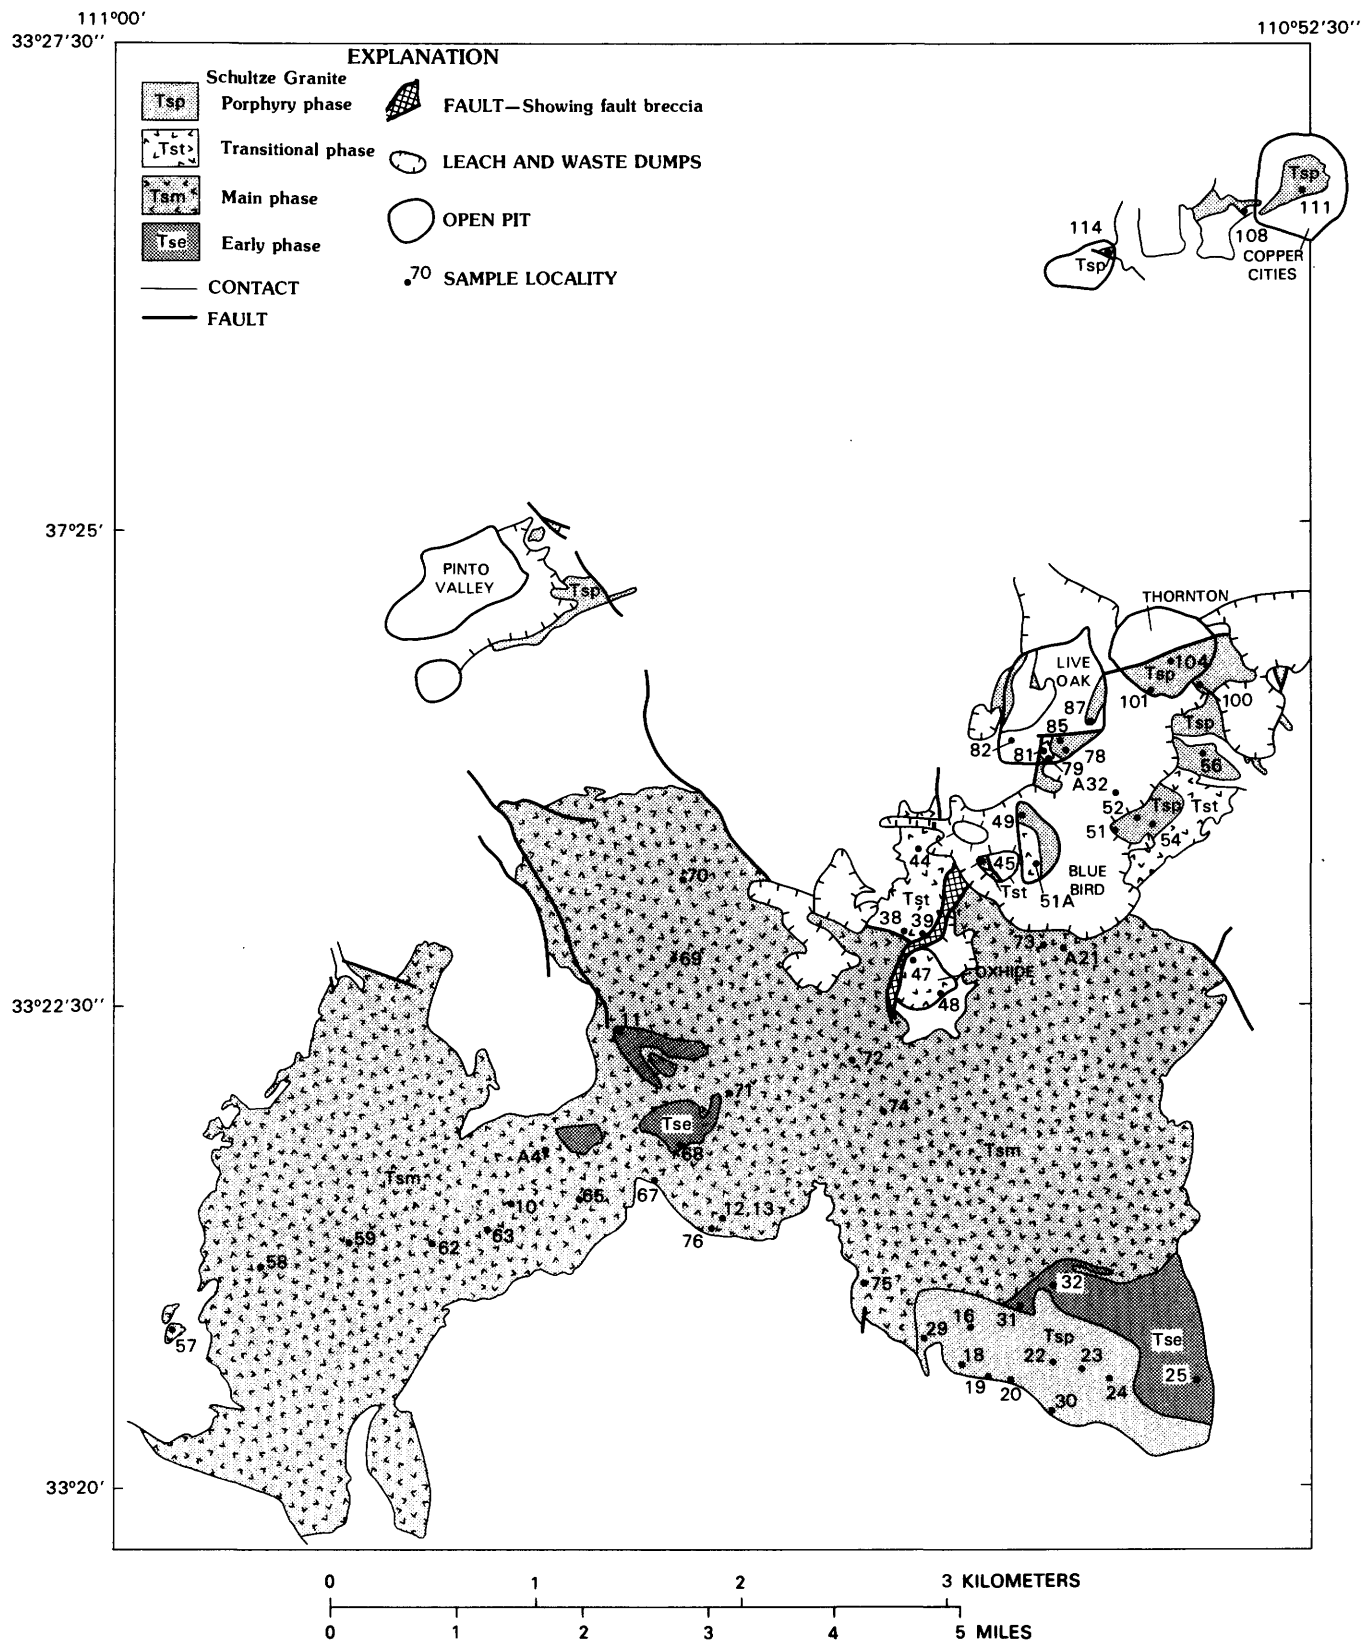 111°00'
110°52'30"
33°27'30"
EXPLANATION
Schultze Granite
Tsp Porphyry phase
Tst Transitional phase
Tsm Main phase
Tse Early phase
CONTACT
FAULT
FAULT—Showing fault breccia
LEACH AND WASTE DUMPS
OPEN PIT
70 SAMPLE LOCALITY
Tsp
111
108
COPPER
CITIES
114
Tsp
37°25'
PINTO
VALLEY
Tsp
THORNTON
LIVE
OAK
104
Tsp
101
100
87
Tsp
82
85
81
78
79
56
A32
52
Tsp
Tst
49
51
54
44
45
BLUE
BIRD
Tst
51A
Tst
38
39
73
A21
70
69
47
OXHIDE
48
33°22'30"
11
72
71
74
Tse
68
A4
Tsm
Tsm
67
65
10
12,13
76
63
62
59
58
57
75
32
31
16
29
Tsp
Tse
18
22
23
19
20
24
25
30
33°20'
0 1 2 3 KILOMETERS
0 1 2 3 4 5 MILES